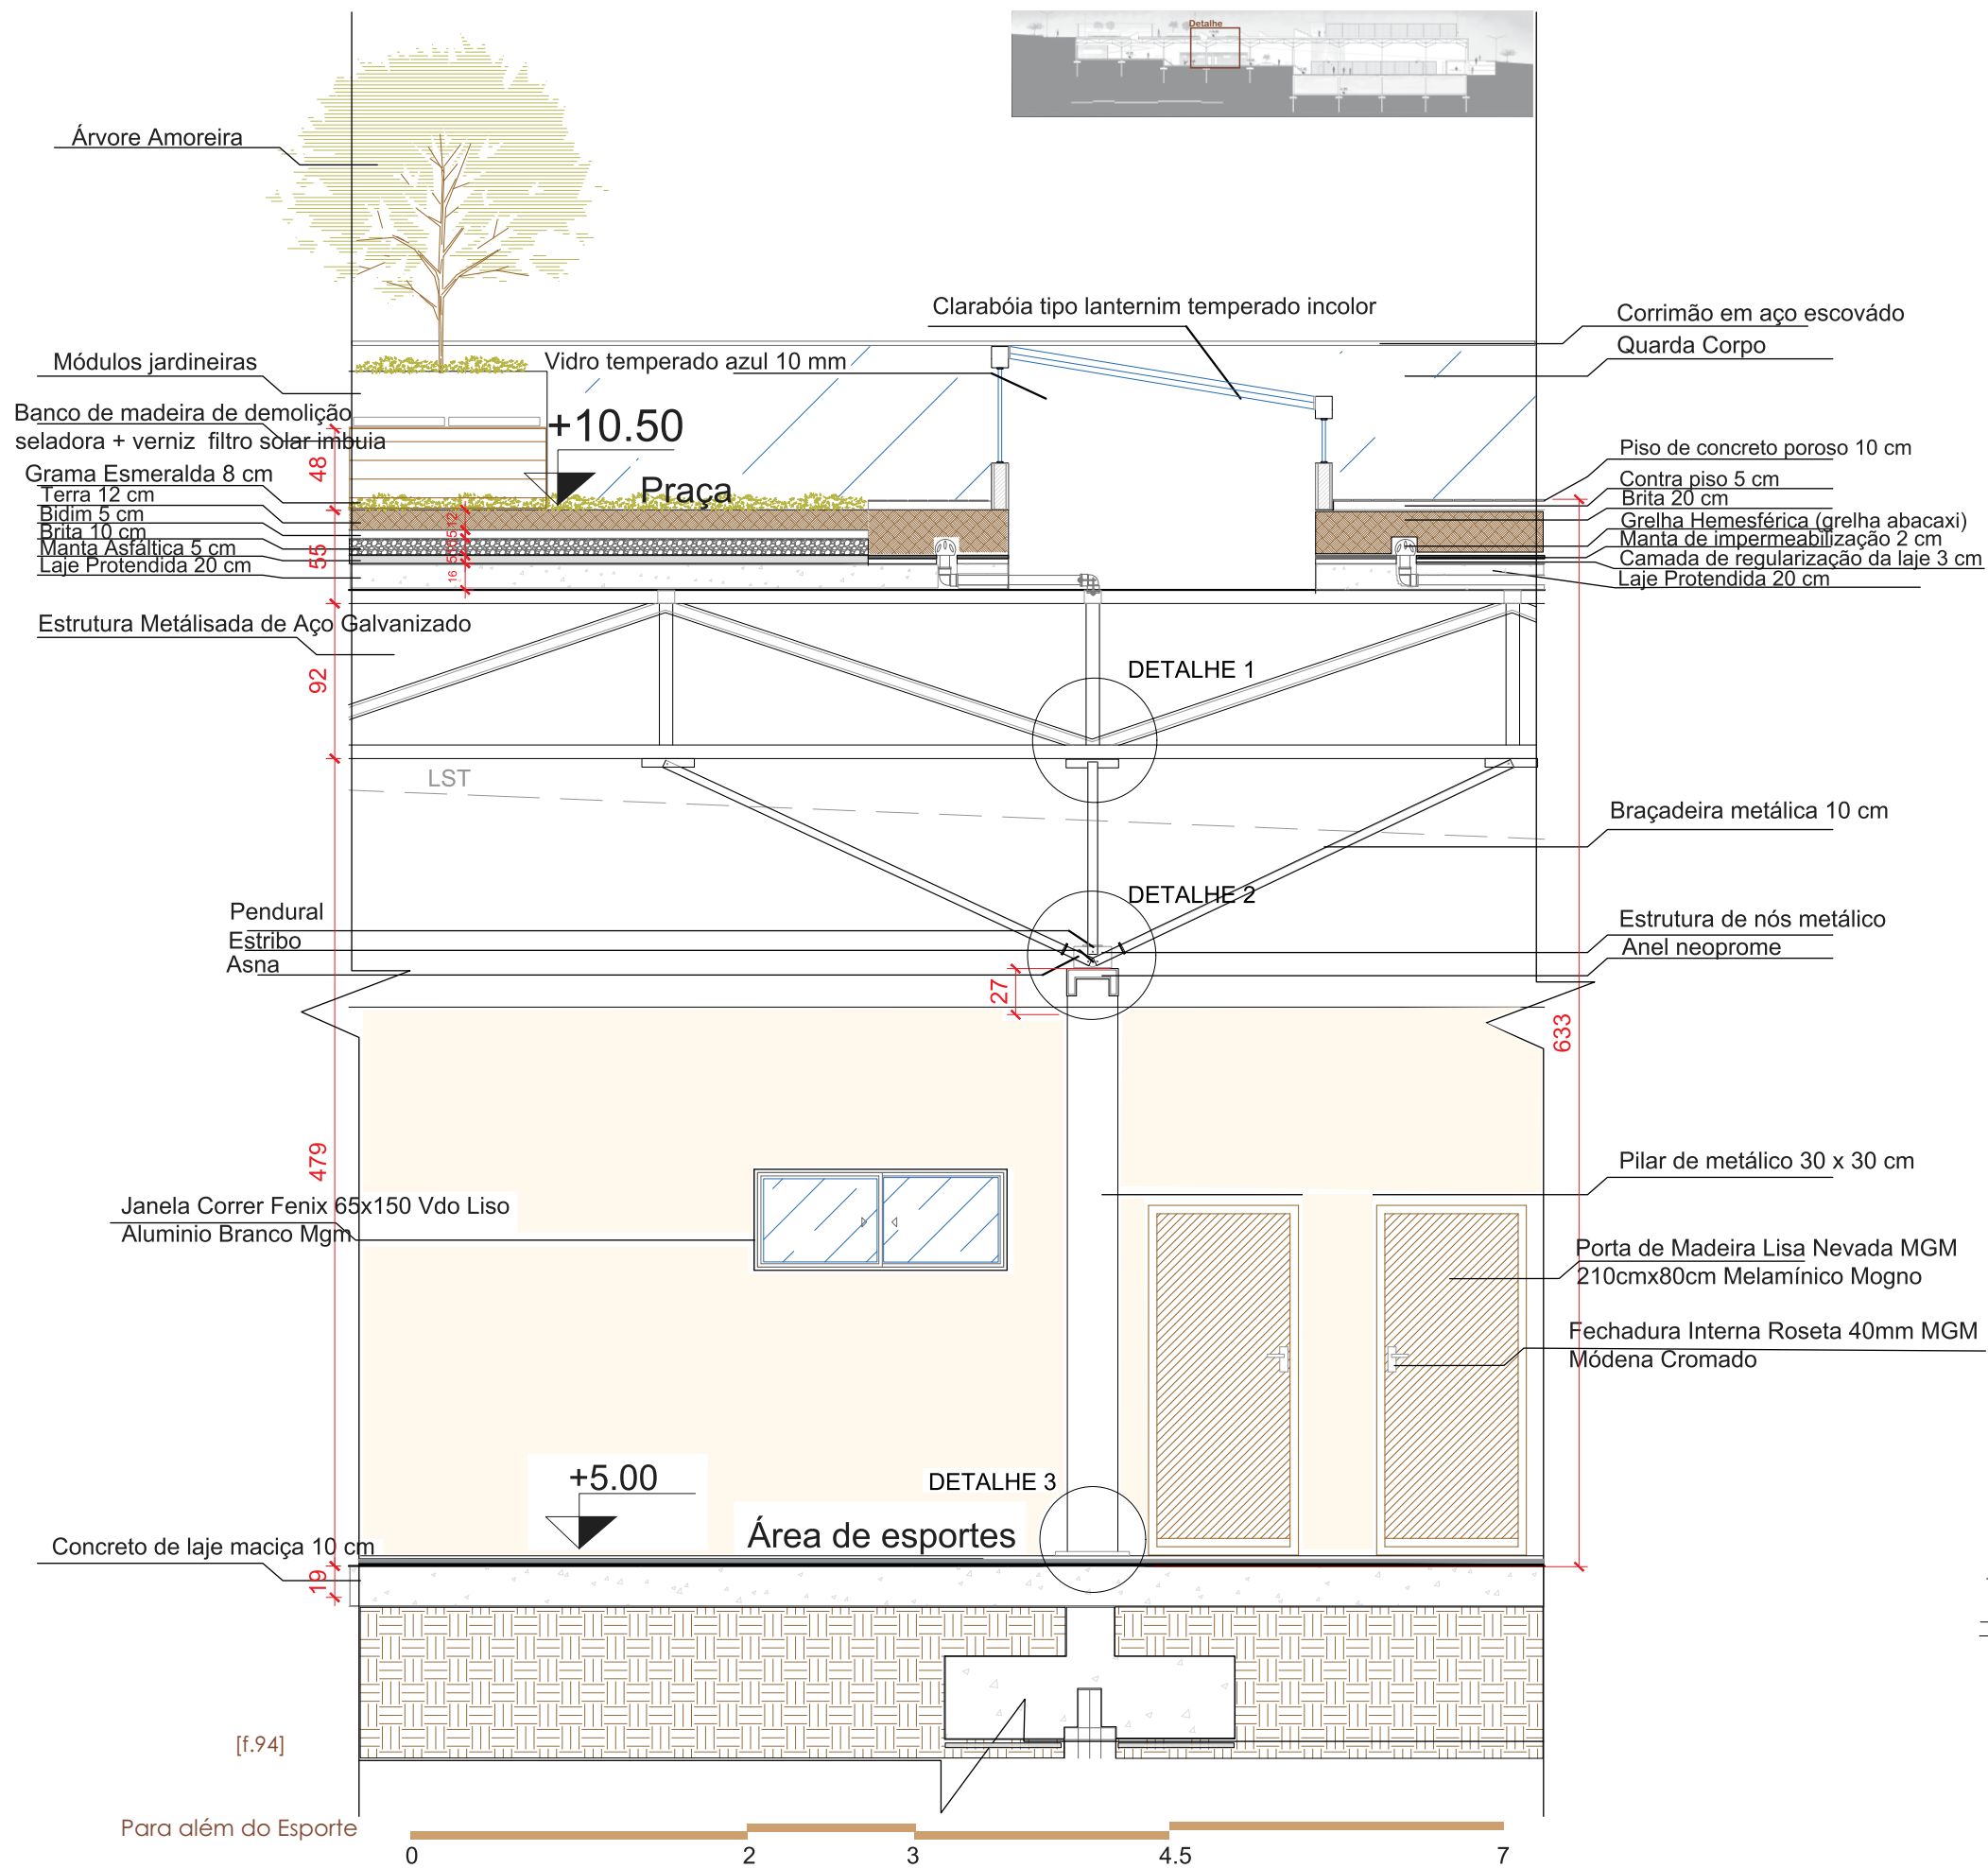 Detalhe
Árvore Amoreira
Clarabóia tipo lanternim temperado incolor
Corrimão em aço escovádo
Quarda Corpo
Módulos jardineiras
Vidro temperado azul 10 mm
Banco de madeira de demolição
seladora + verniz filtro solar imbuia
+10.50
Praça
Grama Esmeralda 8 cm
Terra 12 cm
Bidim 5 cm
Brita 10 cm
Manta Asfáltica 5 cm
Laje Protendida 20 cm
Piso de concreto poroso 10 cm
Contra piso 5 cm
Brita 20 cm
Grelha Hemesférica (grelha abacaxi)
Manta de impermeabilização 2 cm
Camada de regularização da laje 3 cm
Laje Protendida 20 cm
48
55
12
16
Estrutura Metálisada de Aço Galvanizado
92
DETALHE 1
LST
Braçadeira metálica 10 cm
DETALHE 2
Pendural
Estribo
Asna
Estrutura de nós metálico
Anel neoprome
27
633
479
Pilar de metálico 30 x 30 cm
Janela Correr Fenix 65x150 Vdo Liso
Aluminio Branco Mgm
Porta de Madeira Lisa Nevada MGM
210cmx80cm Melamínico Mogno
Fechadura Interna Roseta 40mm MGM
Módena Cromado
+5.00
DETALHE 3
Área de esportes
Concreto de laje maciça 10 cm
19
[f.94]
Para além do Esporte
0 2 3 4.5 7